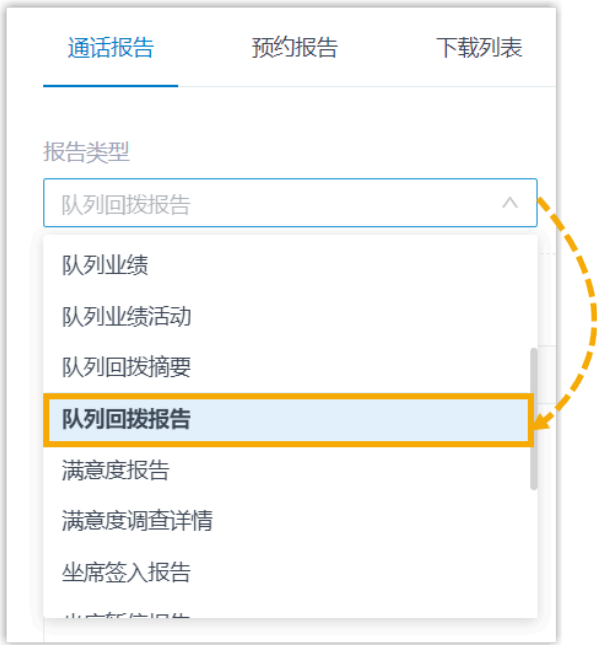 通话报告 预约报告 下载列表
报告类型
队列回拨报告
队列业绩
队列业绩活动
队列回拨摘要
队列回拨报告
满意度报告
满意度调查详情
坐席签入报告